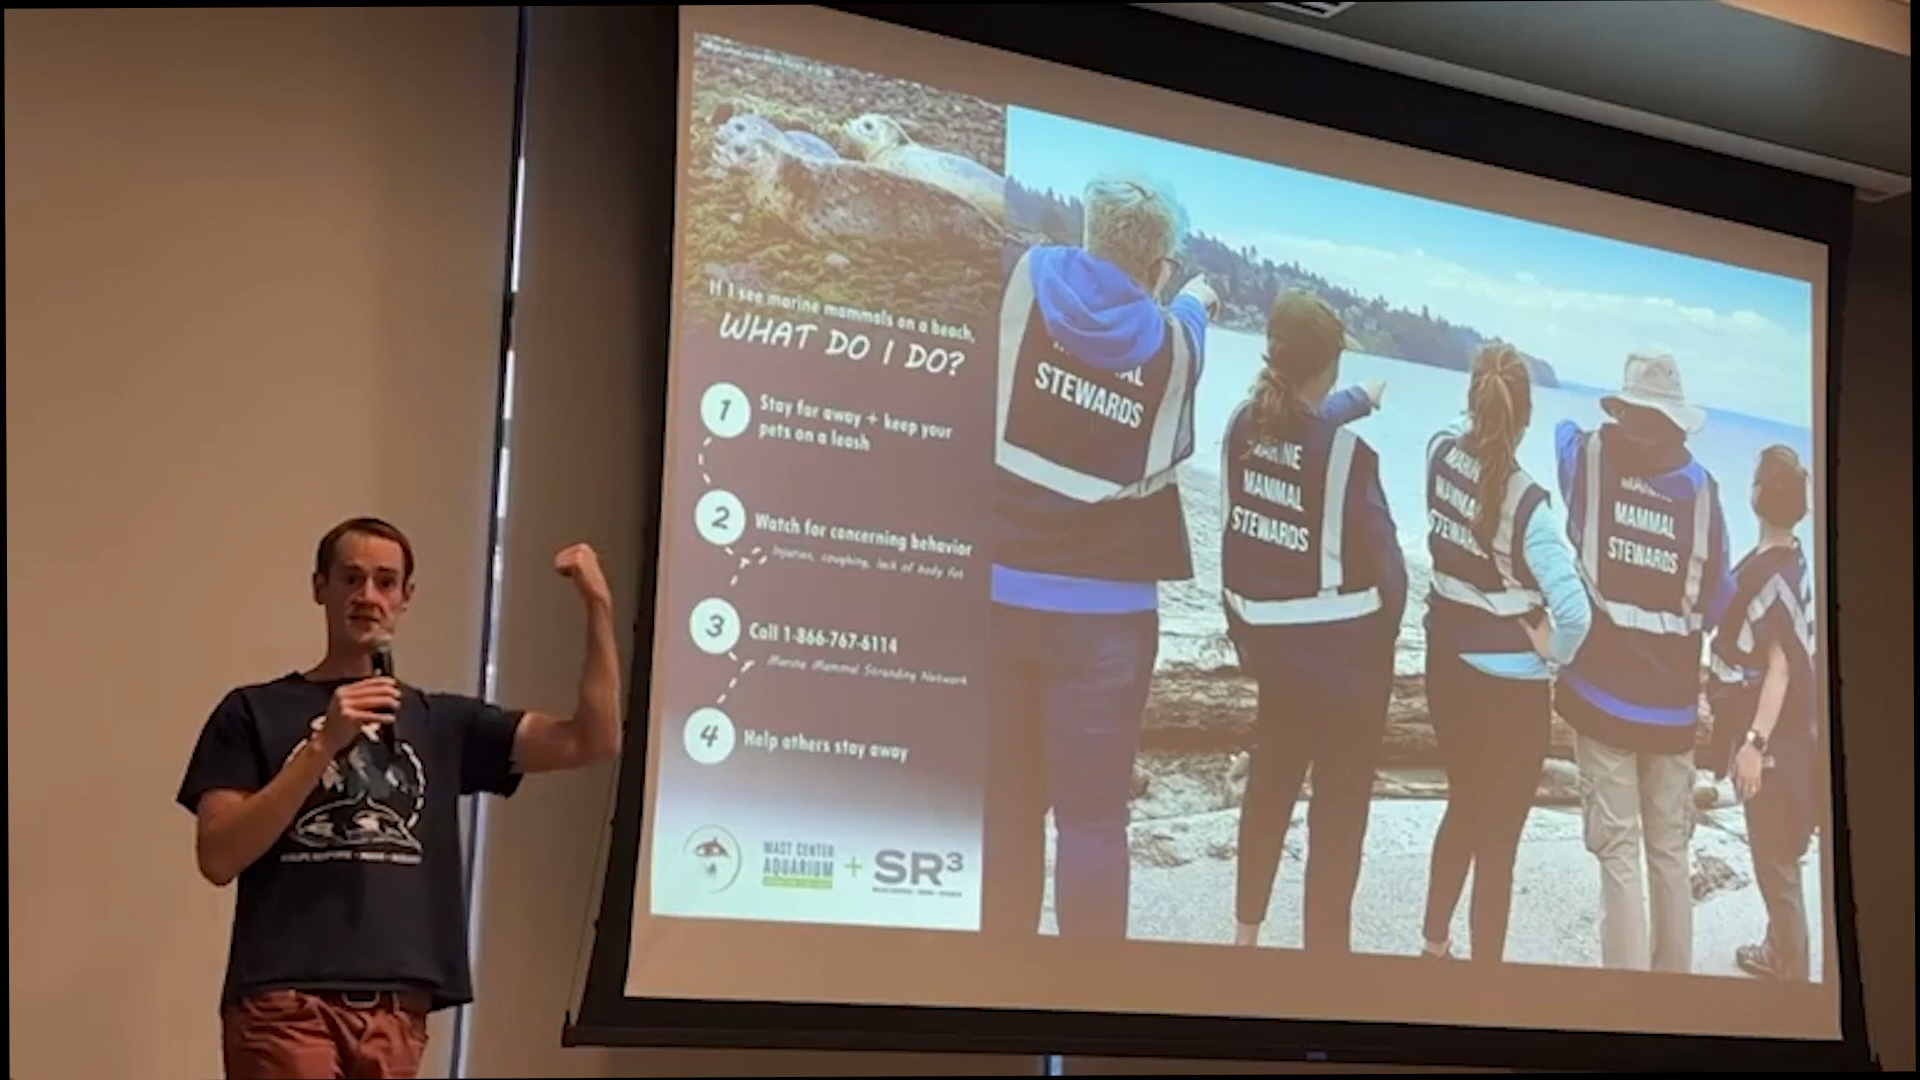 If I see marine mammals on a beach,
WHAT DO I DO?
1
Stay far away + keep your
pets on a leash
2
Watch for concerning behavior
Injuries, coughing, lack of body fat
3
Call 1-866-767-6114
Marine Mammal Stranding Network
4
Help others stay away
MAST CENTER
AQUARIUM
+
SR³
STEWARDS
MARINE
MAMMAL
STEWARDS
MAMMAL
STEWARDS
MAMMAL
STEWARDS